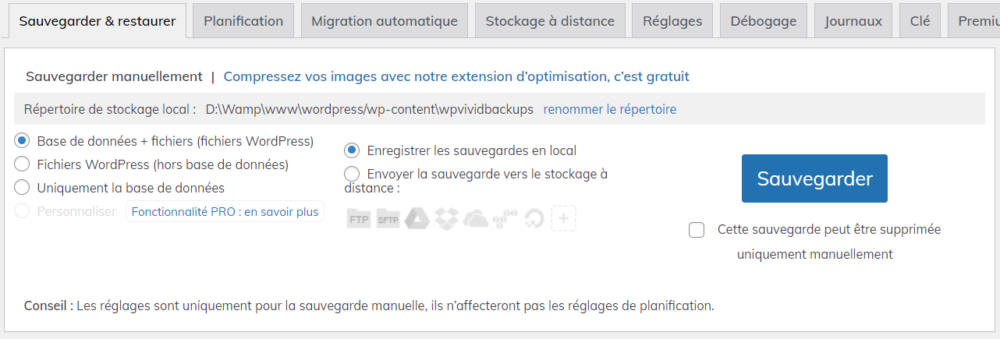 Sauvegarder & restaurer
Planification
Migration automatique
Stockage à distance
Réglages
Débogage
Journaux
Clé
Premiu
Sauvegarder manuellement | Compressez vos images avec notre extension d’optimisation, c’est gratuit
Répertoire de stockage local : D:\Wamp\www\wordpress/wp-content\wpvividbackups renommer le répertoire
Base de données + fichiers (fichiers WordPress)
Fichiers WordPress (hors base de données)
Uniquement la base de données
Personnaliser Fonctionnalité PRO : en savoir plus
Enregistrer les sauvegardes en local
Envoyer la sauvegarde vers le stockage à
distance :
FTP SFTP
Sauvegarder
Cette sauvegarde peut être supprimée
uniquement manuellement
Conseil : Les réglages sont uniquement pour la sauvegarde manuelle, ils n’affecteront pas les réglages de planification.